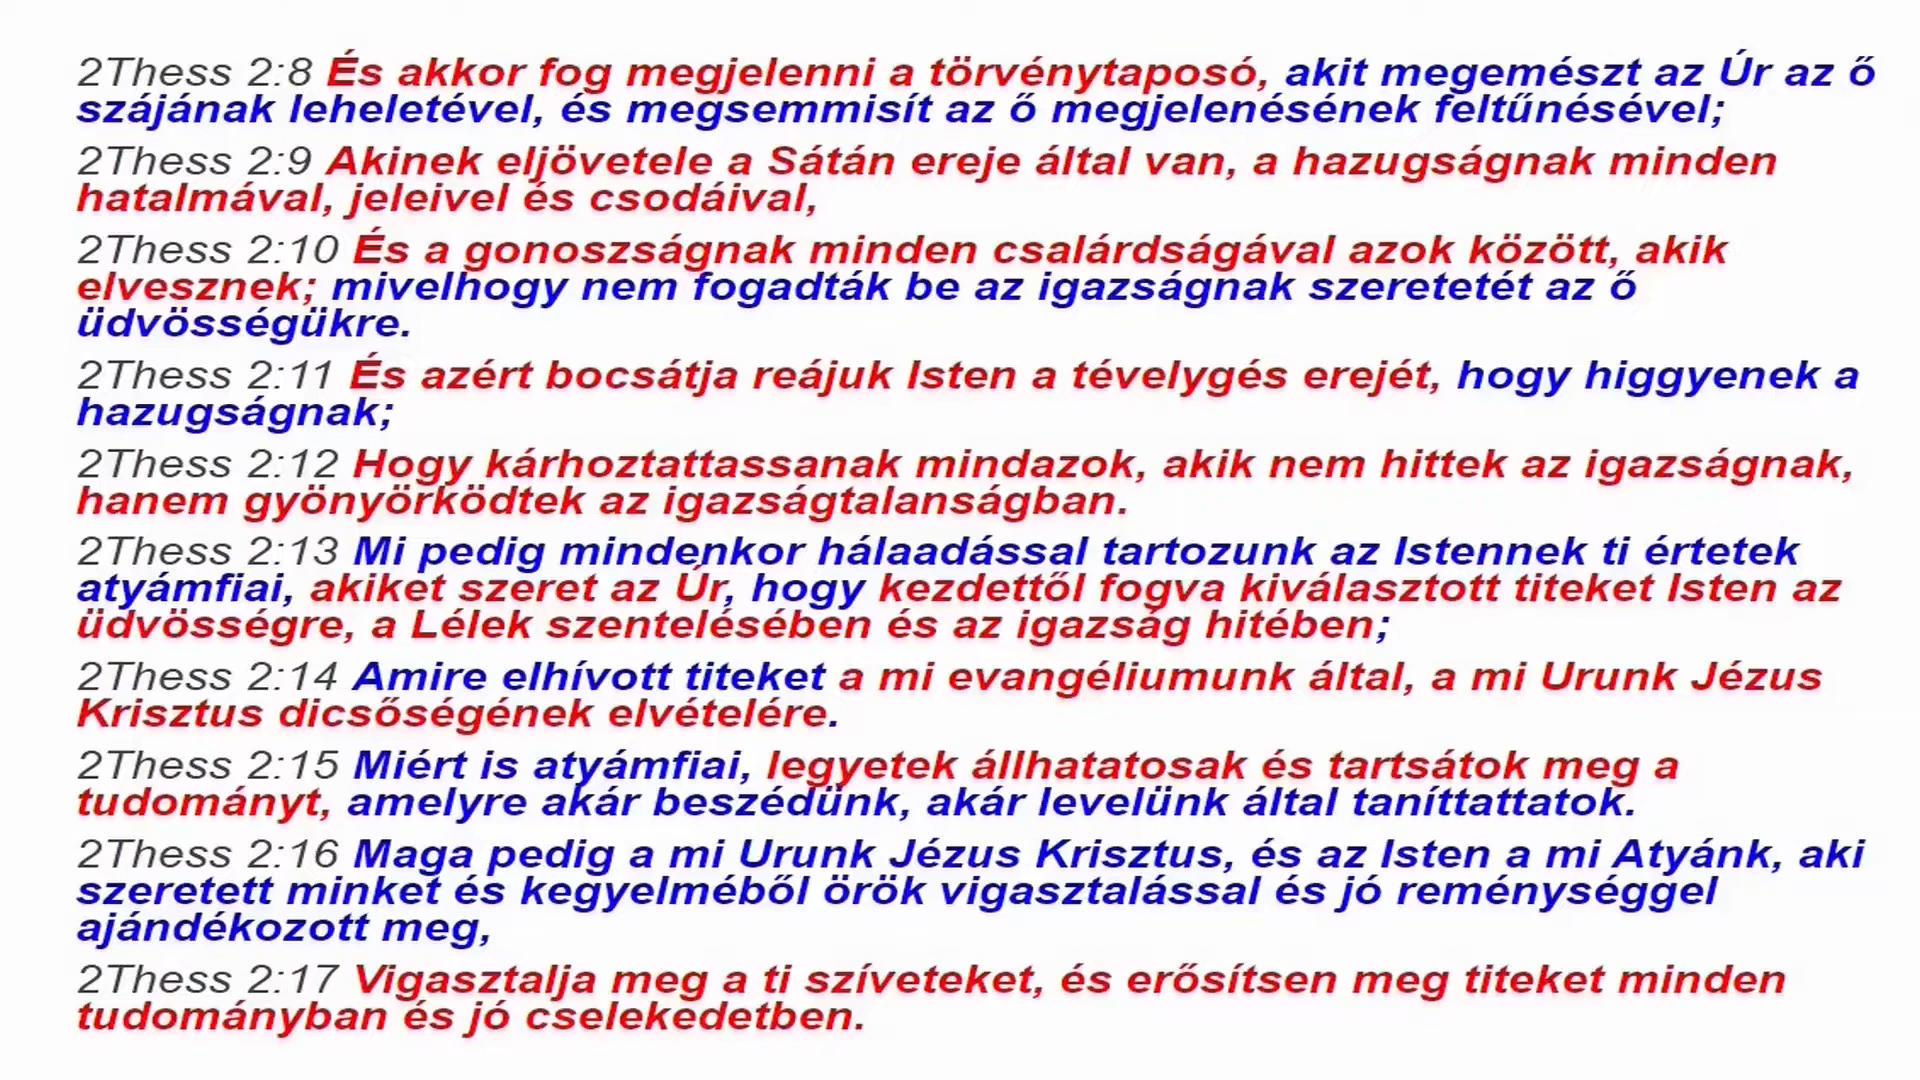 2Thess 2:8 És akkor fog megjelenni a törvénytaposó, akit megemészt az Úr az ő
szájának leheletével, és megsemmisít az ő megjelenésének feltűnésével;
2Thess 2:9 Akinek eljövetele a Sátán ereje által van, a hazugságnak minden
hatalmával, jeleivel és csodáival,
2Thess 2:10 És a gonoszságnak minden csalárdságával azok között, akik
elvesznek; mivelhogy nem fogadták be az igazságnak szeretetét az ő
üdvösségükre.
2Thess 2:11 És azért bocsátja reájuk Isten a tévelygés erejét, hogy higgyenek a
hazugságnak;
2Thess 2:12 Hogy kárhoztattassanak mindazok, akik nem hittek az igazságnak,
hanem gyönyörködtek az igazságtalanságban.
2Thess 2:13 Mi pedig mindenkor hálaadással tartozunk az Istennek ti értetek
atyámfiai, akiket szeret az Úr, hogy kezdettől fogva kiválasztott titeket Isten az
üdvösségre, a Lélek szentelésében és az igazság hitében;
2Thess 2:14 Amire elhívott titeket a mi evangéliumunk által, a mi Urunk Jézus
Krisztus dicsőségének elvételére.
2Thess 2:15 Miért is atyámfiai, legyetek állhatatosak és tartsátok meg a
tudományt, amelyre akár beszédünk, akár levelünk által taníttattatok.
2Thess 2:16 Maga pedig a mi Urunk Jézus Krisztus, és az Isten a mi Atyánk, aki
szeretett minket és kegyelméből örök vigasztalással és jó reménységgel
ajándékozott meg,
2Thess 2:17 Vigasztalja meg a ti szíveteket, és erősítsen meg titeket minden
tudományban és jó cselekedetben.